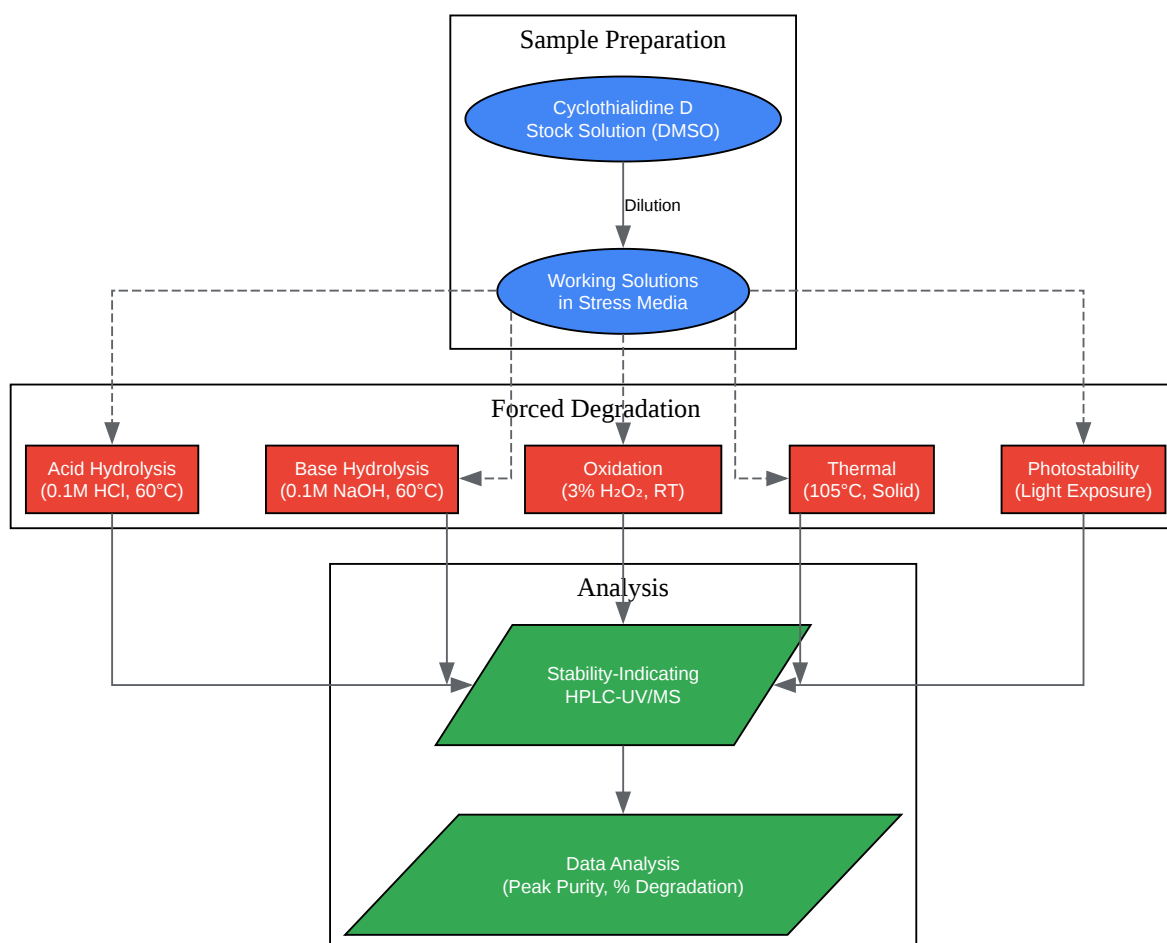 Sample Preparation
Cyclothialidine D
Stock Solution (DMSO)
Dilution
Working Solutions
in Stress Media
Forced Degradation
Acid Hydrolysis
(0.1M HCl, 60°C)
Base Hydrolysis
(0.1M NaOH, 60°C)
Oxidation
(3% H₂O₂, RT)
Thermal
(105°C, Solid)
Photostability
(Light Exposure)
Analysis
Stability-Indicating
HPLC-UV/MS
Data Analysis
(Peak Purity, % Degradation)